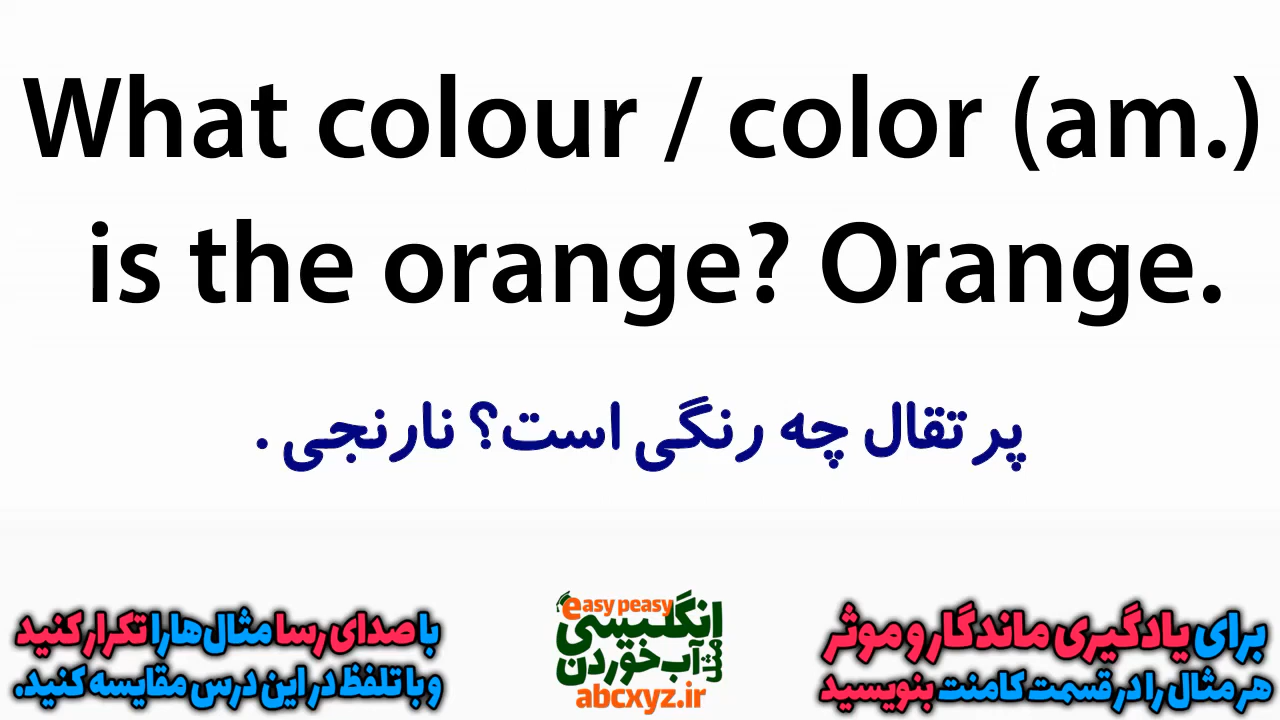 What colour / color (am.)
is the orange? Orange.
پرتقال چه رنگی است؟ نارنجی .
برای یادگیری ماندگار و موثر
هر مثال را در قسمت کامنت بنویسید
easy peasy
انگلیسی
مثل آب خوردن
abcxyz.ir
با صدای رسا مثال‌ها را تکرار کنید
و با تلفظ در این درس مقایسه کنید.